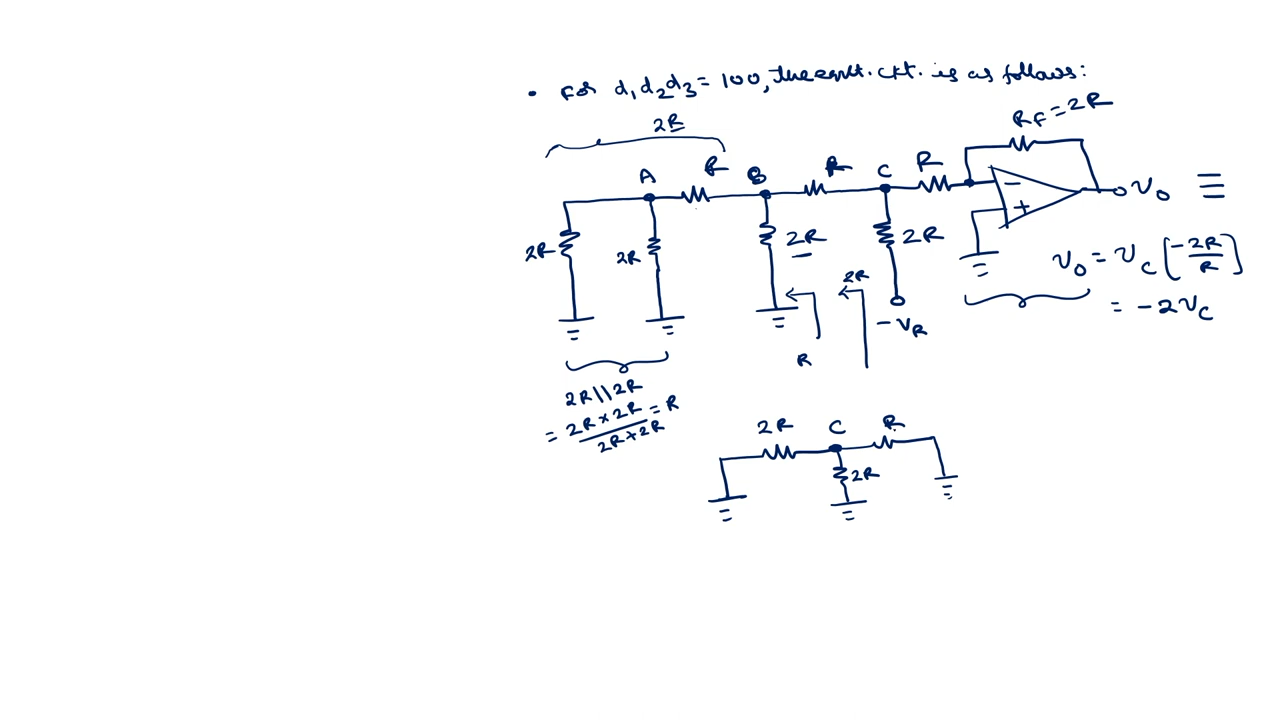 • For d₁d₂d₃ = 100, the eqvt. ckt. is as follows:
2R
RF = 2R
A R B R C R
− + vo ≡
2R 2R 2R 2R
vo = vC [−2R/R]
= −2vC
R 2R −VR
2R||2R
= 2R×2R/2R+2R = R
2R C R
2R